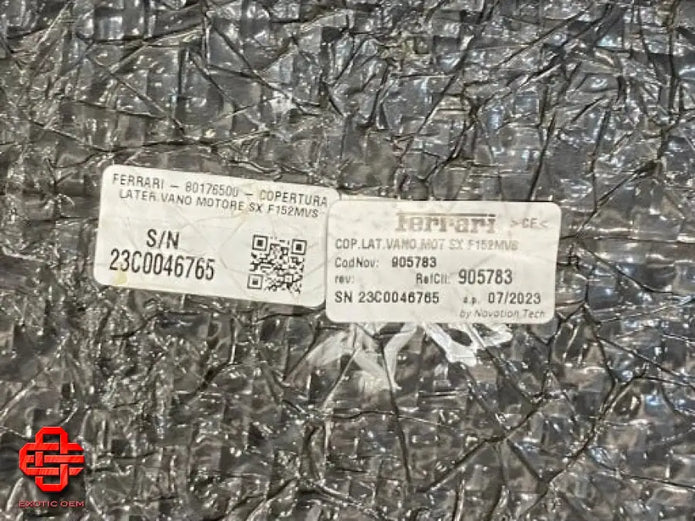 FERRARI - 80176500 - COPERTURA
LATER.VANO MOTORE SX F152MVS
S/N
23C0046765
ferrari >CF<
COP.LAT.VANO MOT SX F152MVS
CodNov: 905783
rev: RefCli: 905783
SN 23C0046765 a.p. 07/2023
by Novation Tech
EXOTIC OEM